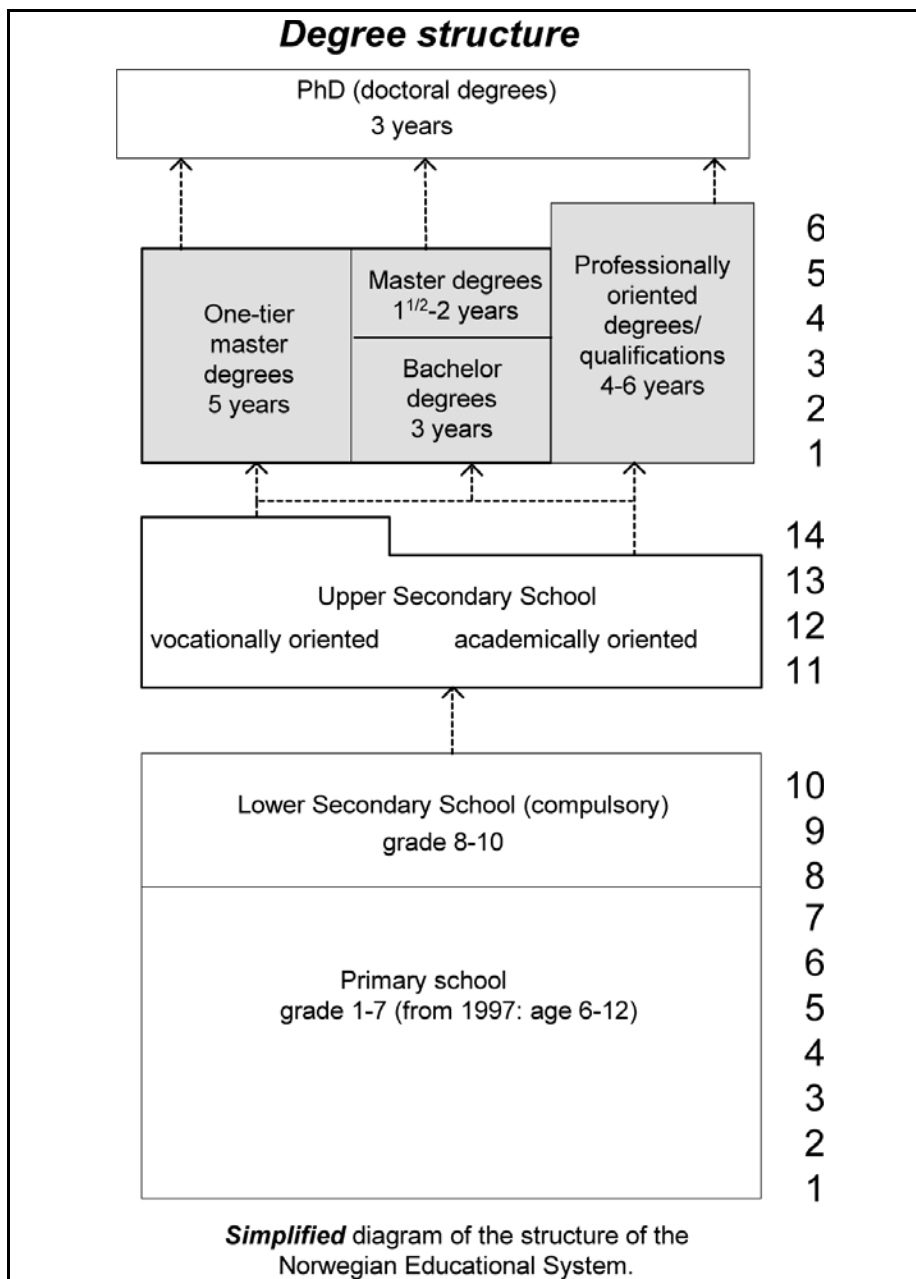 Degree structure
PhD (doctoral degrees)
3 years
One-tier
master
degrees
5 years
Master degrees
1 1/2-2 years
Bachelor
degrees
3 years
Professionally
oriented
degrees/
qualifications
4-6 years
6
5
4
3
2
1
Upper Secondary School
vocationally oriented
academically oriented
14
13
12
11
Lower Secondary School (compulsory)
grade 8-10
10
9
8
Primary school
grade 1-7 (from 1997: age 6-12)
7
6
5
4
3
2
1
Simplified diagram of the structure of the
Norwegian Educational System.